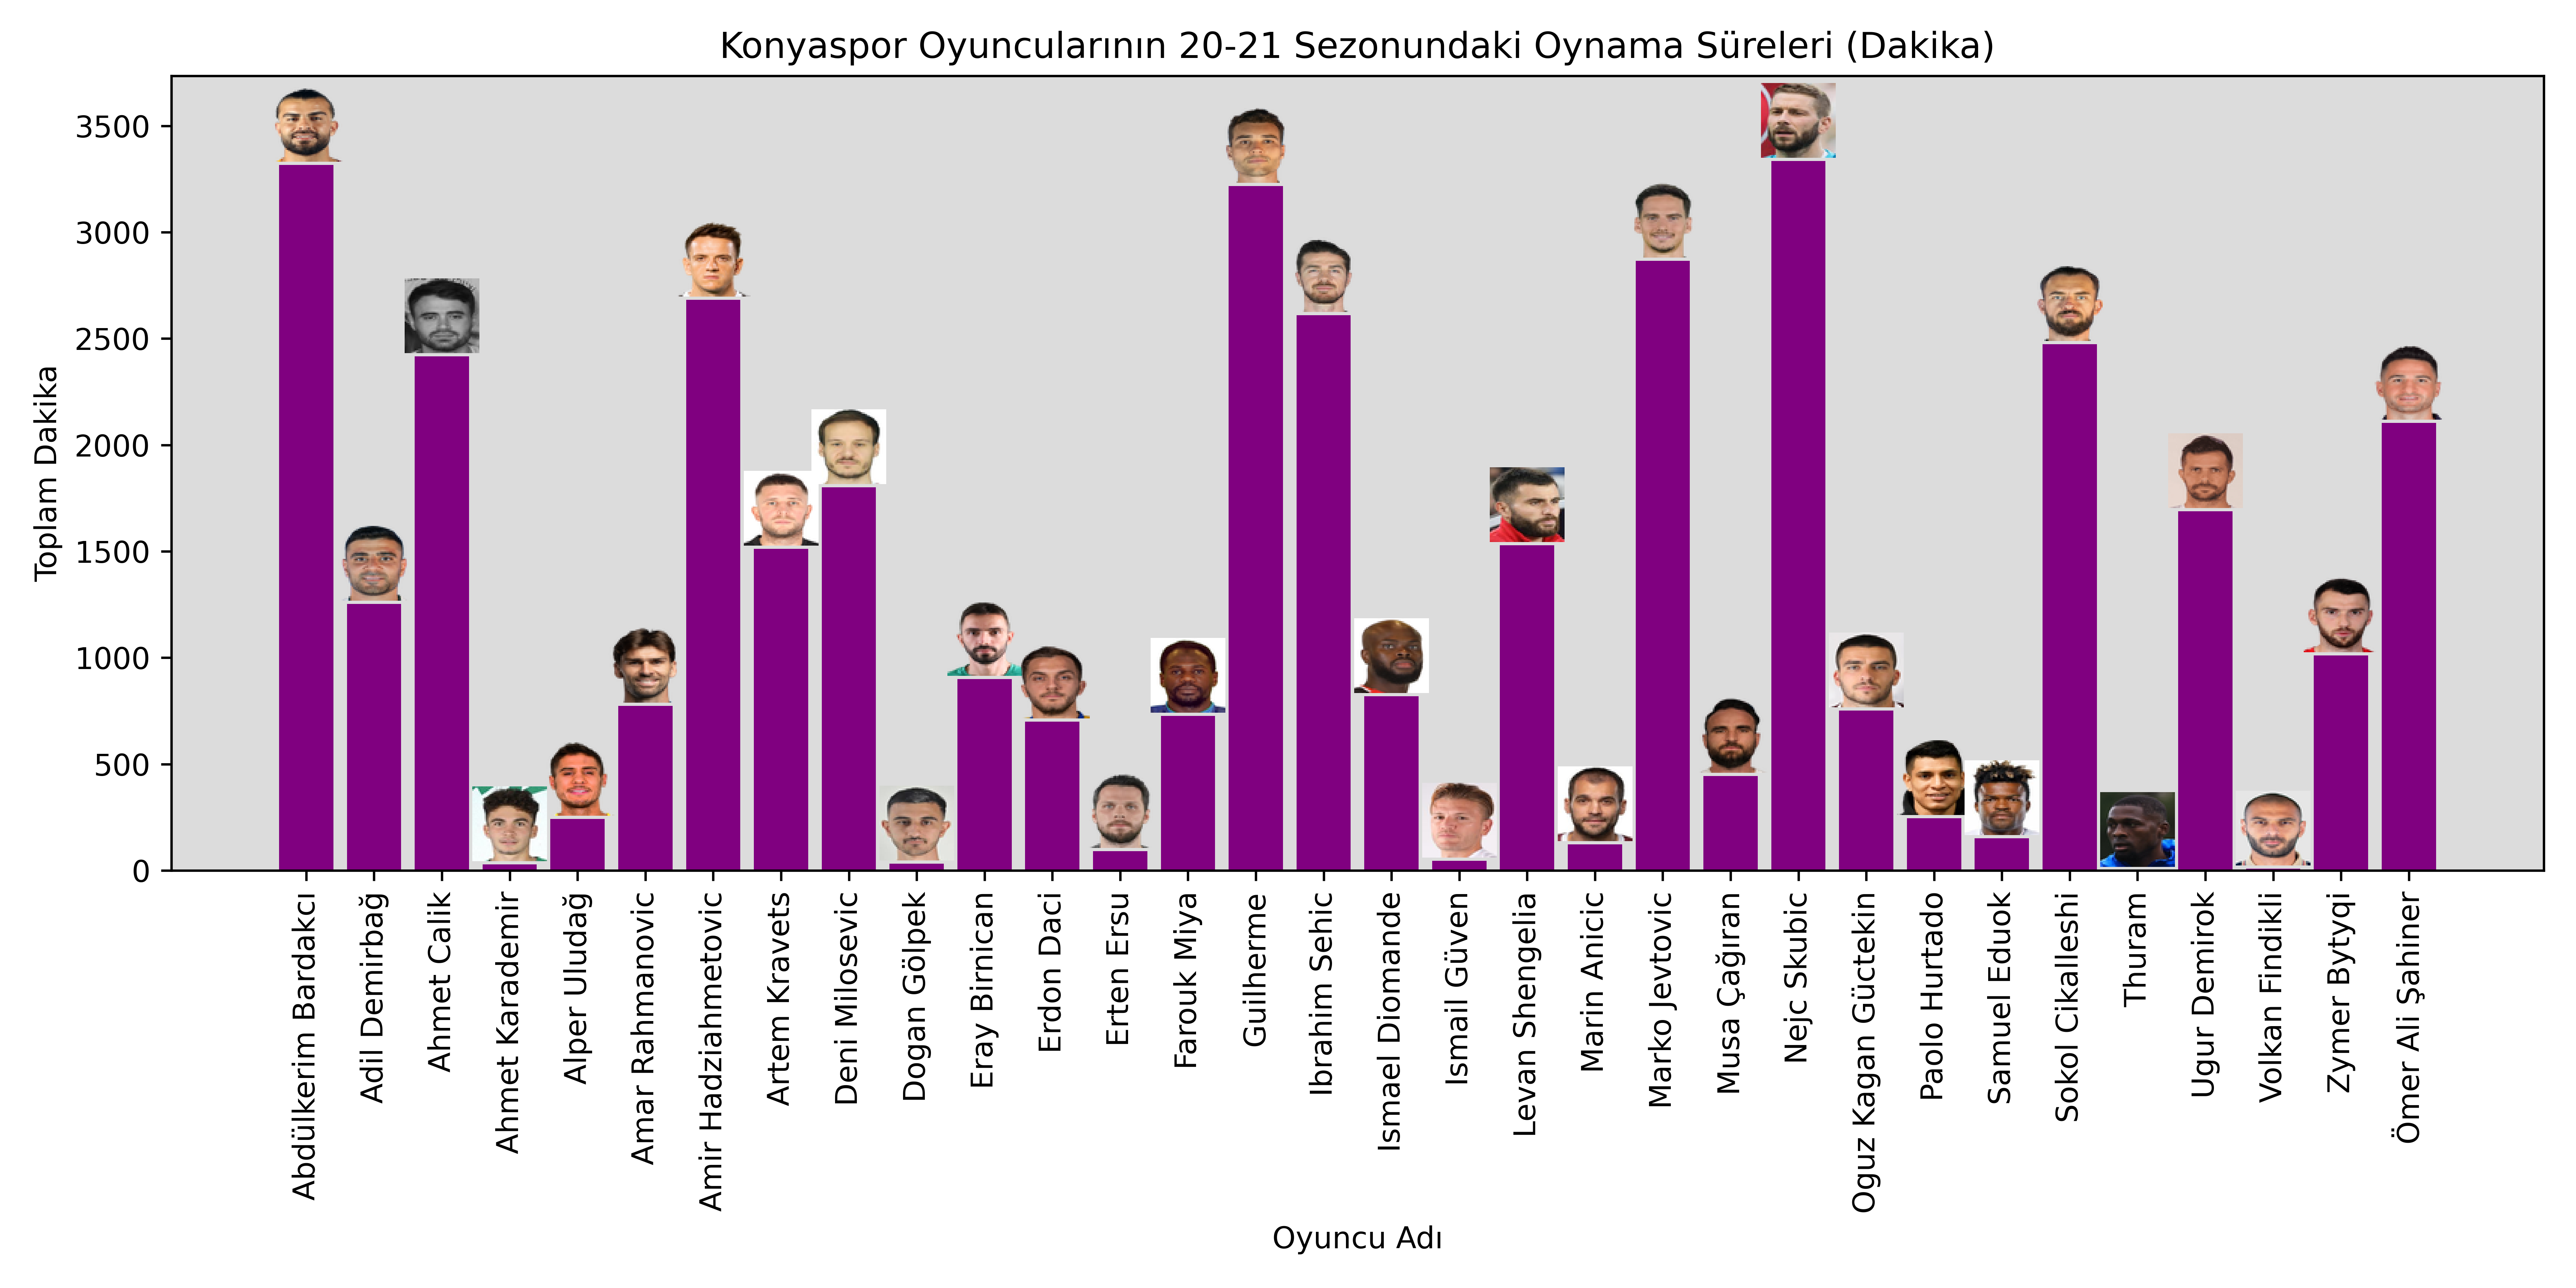 Konyaspor Oyuncularının 20-21 Sezonundaki Oynama Süreleri (Dakika)
Toplam Dakika
3500
3000
2500
2000
1500
1000
500
0
Abdülkerim Bardakcı
Adil Demirbağ
Ahmet Calik
Ahmet Karademir
Alper Uludağ
Amar Rahmanovic
Amir Hadziahmetovic
Artem Kravets
Deni Milosevic
Dogan Gölpek
Eray Birnican
Erdon Daci
Erten Ersu
Farouk Miya
Guilherme
Ibrahim Sehic
Ismael Diomande
Ismail Güven
Levan Shengelia
Marin Anicic
Marko Jevtovic
Musa Çağıran
Nejc Skubic
Oguz Kagan Güctekin
Paolo Hurtado
Samuel Eduok
Sokol Cikalleshi
Thuram
Ugur Demirok
Volkan Findikli
Zymer Bytyqi
Ömer Ali Şahiner
Oyuncu Adı